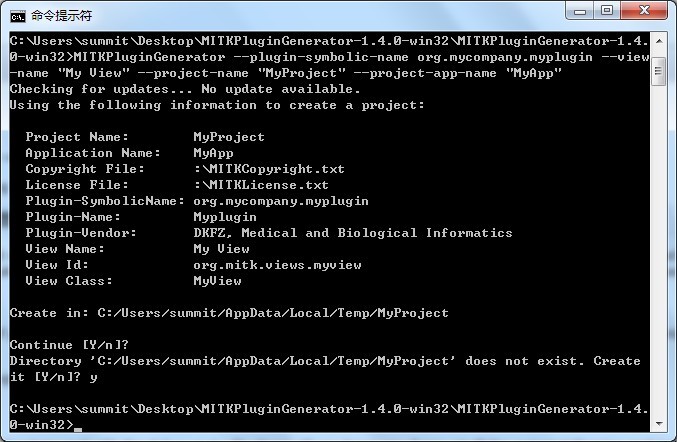 命令提示符
C:\Users\summit\Desktop\MITKPluginGenerator-1.4.0-win32\MITKPluginGenerator-1.4.
0-win32>MITKPluginGenerator --plugin-symbolic-name org.mycompany.myplugin --view
-name "My View" --project-name "MyProject" --project-app-name "MyApp"
Checking for updates... No update available.
Using the following information to create a project:
Project Name: MyProject
Application Name: MyApp
Copyright File: :\MITKCopyright.txt
License File: :\MITKLicense.txt
Plugin-SymbolicName: org.mycompany.myplugin
Plugin-Name: Myplugin
Plugin-Vendor: DKFZ, Medical and Biological Informatics
View Name: My View
View Id: org.mitk.views.myview
View Class: MyView
Create in: C:/Users/summit/AppData/Local/Temp/MyProject
Continue [Y/n]?
Directory 'C:/Users/summit/AppData/Local/Temp/MyProject' does not exist. Create
it [Y/n]? y
C:\Users\summit\Desktop\MITKPluginGenerator-1.4.0-win32\MITKPluginGenerator-1.4.
0-win32>